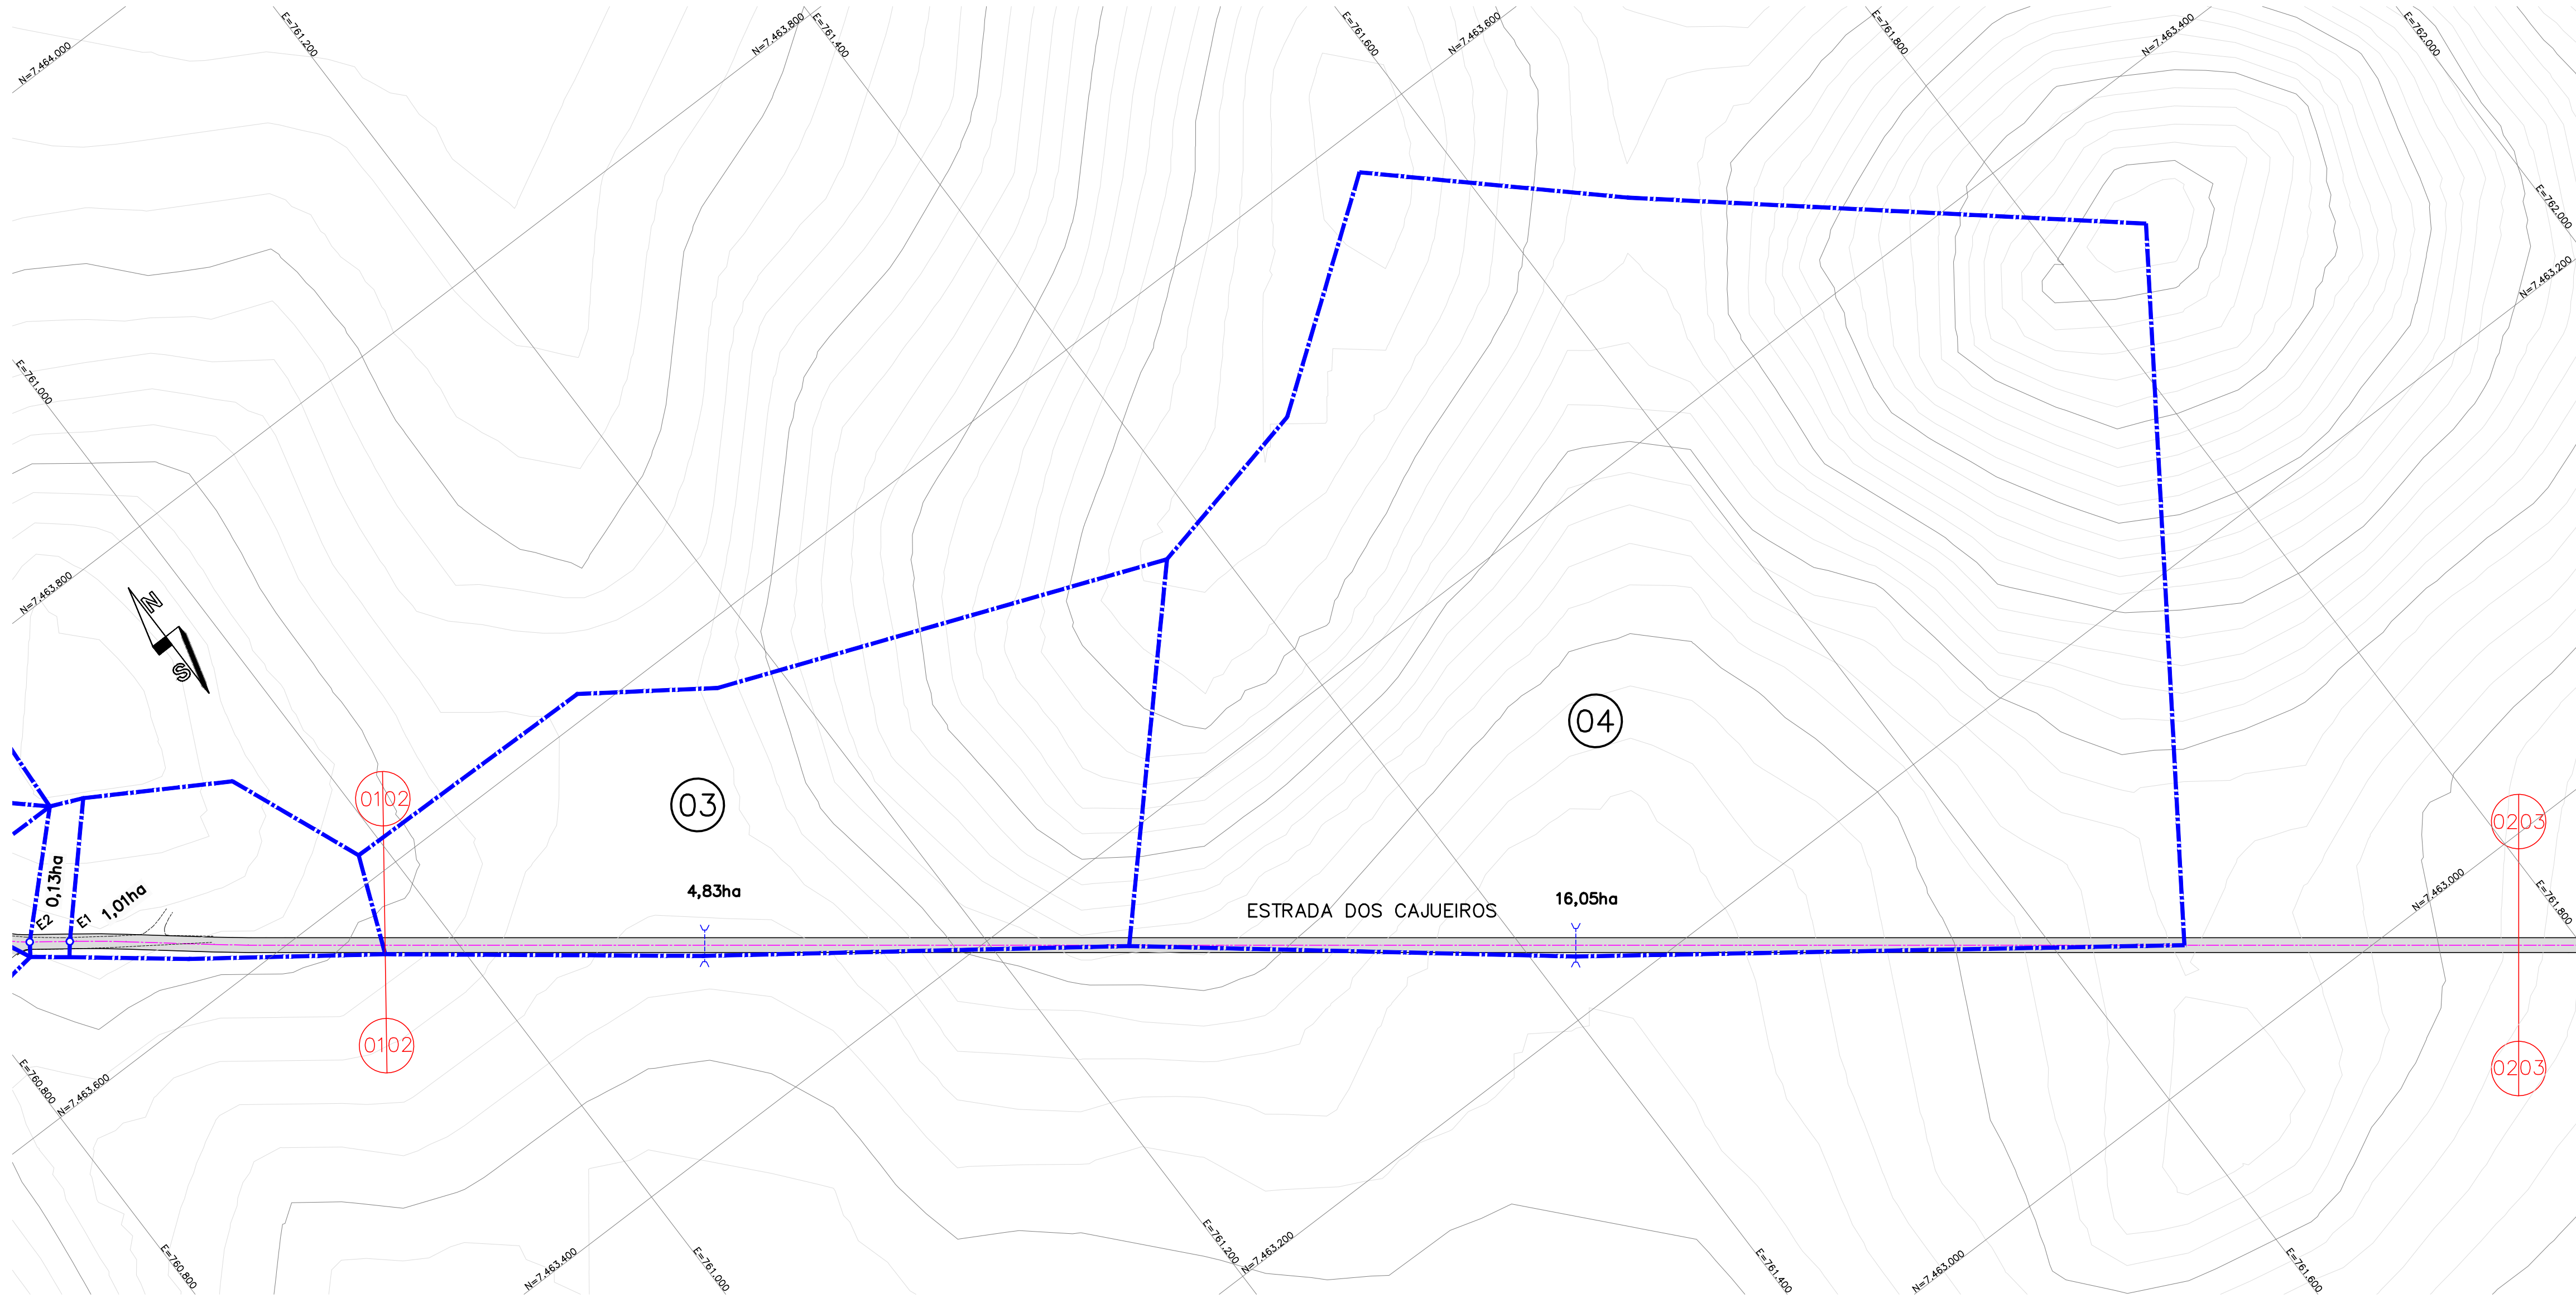 N=7.464.000
E=761.200
N=7.463.800
E=761.400
E=761.600
N=7.463.600
E=761.800
N=7.463.400
E=762.000
E=762.000
N=7.463.200
E=761.000
N=7.463.800
N
S
04
03
0102
0203
0,13ha
E2
E1
1,01ha
4,83ha
ESTRADA DOS CAJUEIROS
16,05ha
N=7.463.000
E=761.800
0102
0203
E=760.800
N=7.463.600
E=760.800
N=7.463.400
E=761.000
E=761.200
N=7.463.200
E=761.400
N=7.463.000
E=761.600